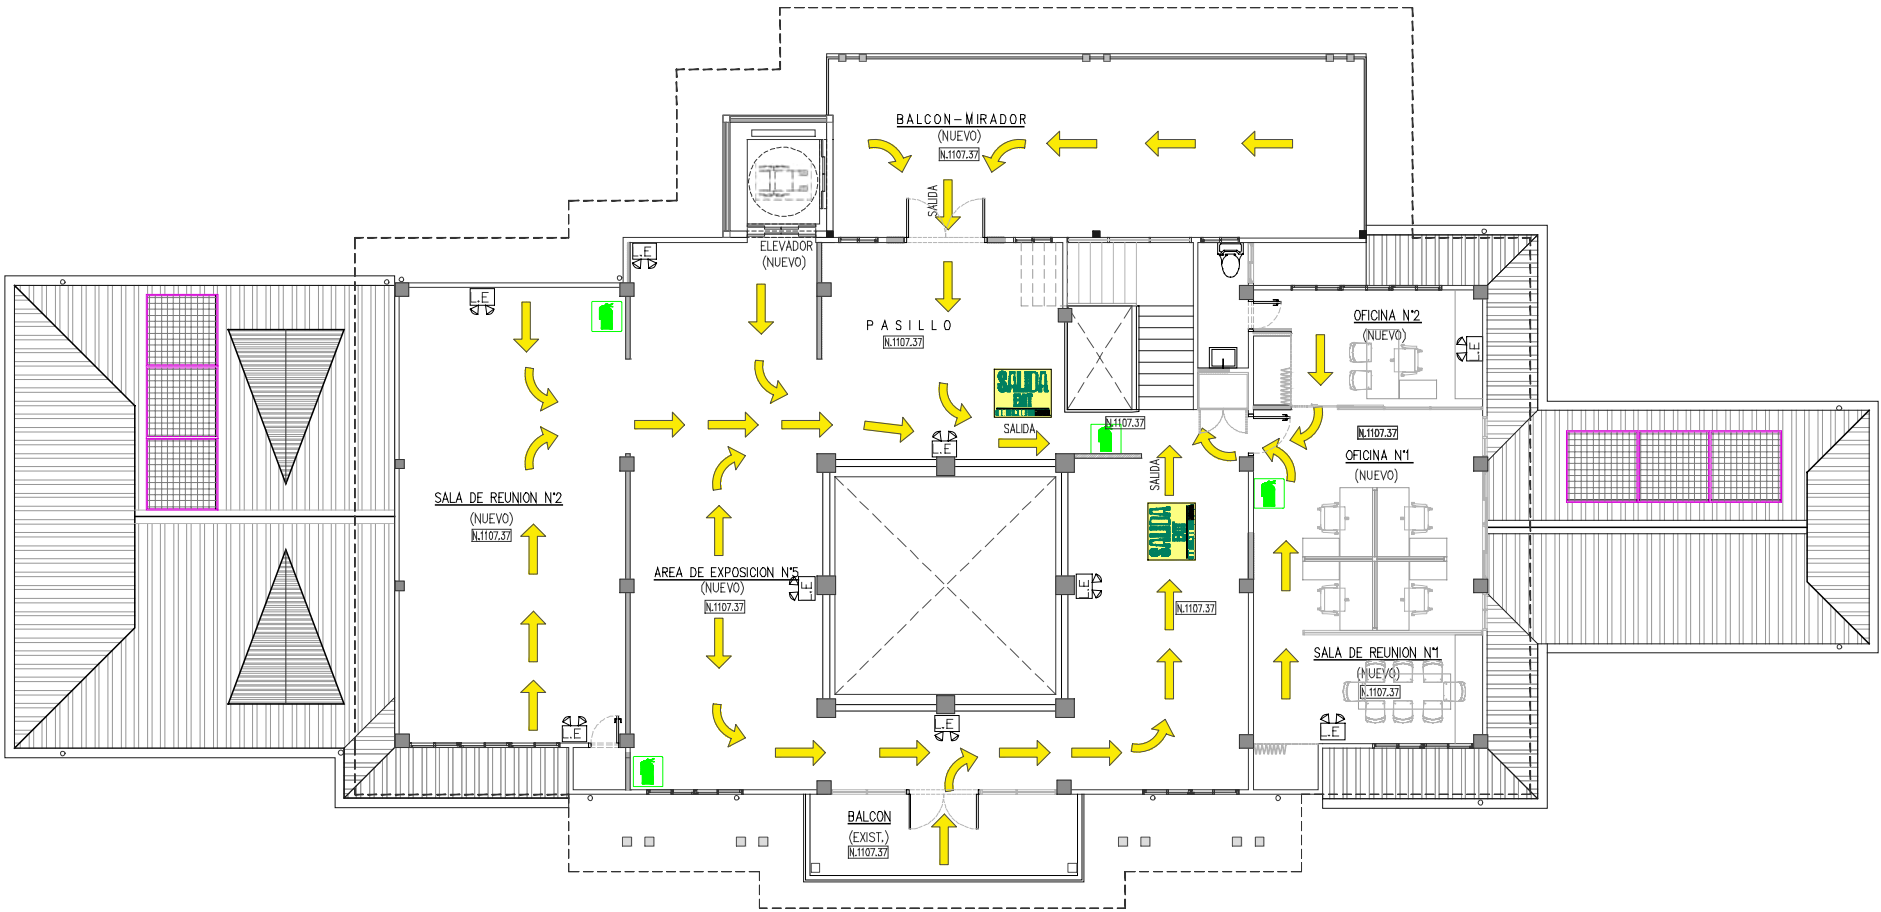 BALCON-MIRADOR
(NUEVO)
N.1107.37
SALIDA
ELEVADOR
(NUEVO)
L.E
L.E
PASILLO
N.1107.37
OFICINA N°2
(NUEVO)
L.E
SALIDA
EXIT
SALIDA
N.1107.37
L.E
N.1107.37
OFICINA N°1
(NUEVO)
SALA DE REUNION N°2
(NUEVO)
N.1107.37
SALIDA
SALIDA
EXIT
AREA DE EXPOSICION N°5
(NUEVO)
N.1107.37
L.E
L.E
N.1107.37
SALA DE REUNION N°1
(NUEVO)
N.1107.37
L.E
L.E
L.E
BALCON
(EXIST.)
N.1107.37